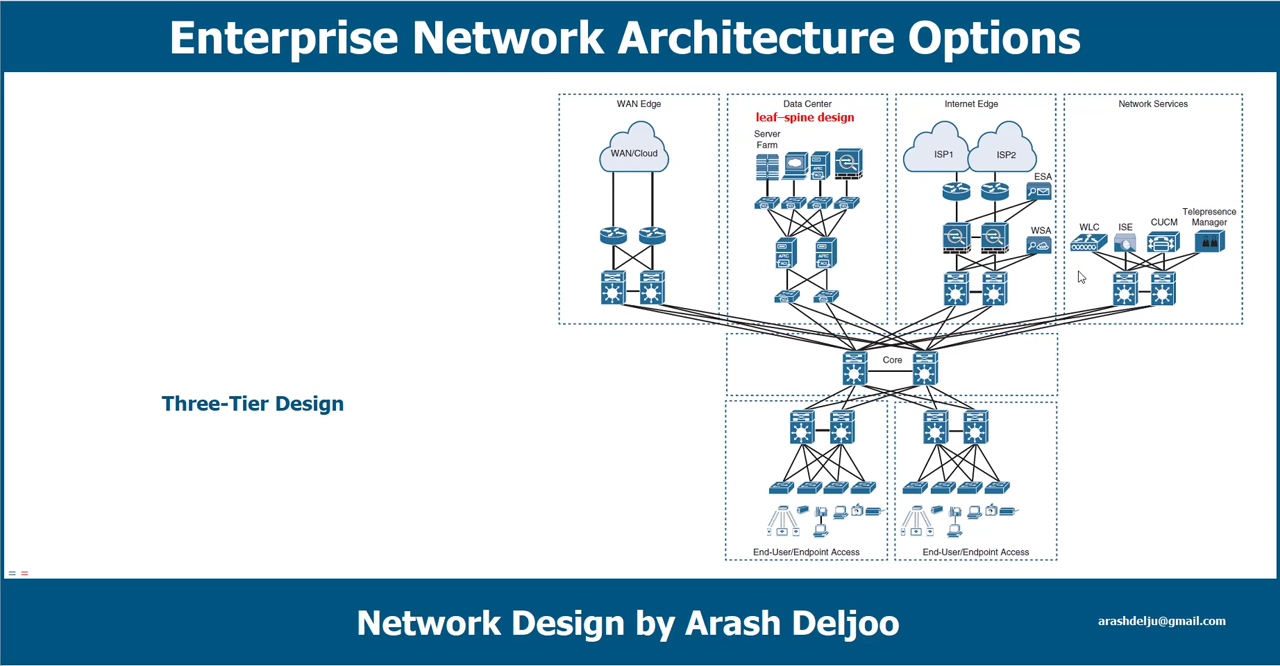 Enterprise Network Architecture Options
WAN Edge
WAN/Cloud
Data Center
leaf–spine design
Server
Farm
Internet Edge
ISP1
ISP2
ESA
WSA
Network Services
WLC
ISE
CUCM
Telepresence
Manager
Core
Three-Tier Design
End-User/Endpoint Access
End-User/Endpoint Access
Network Design by Arash Deljoo
arashdelju@gmail.com